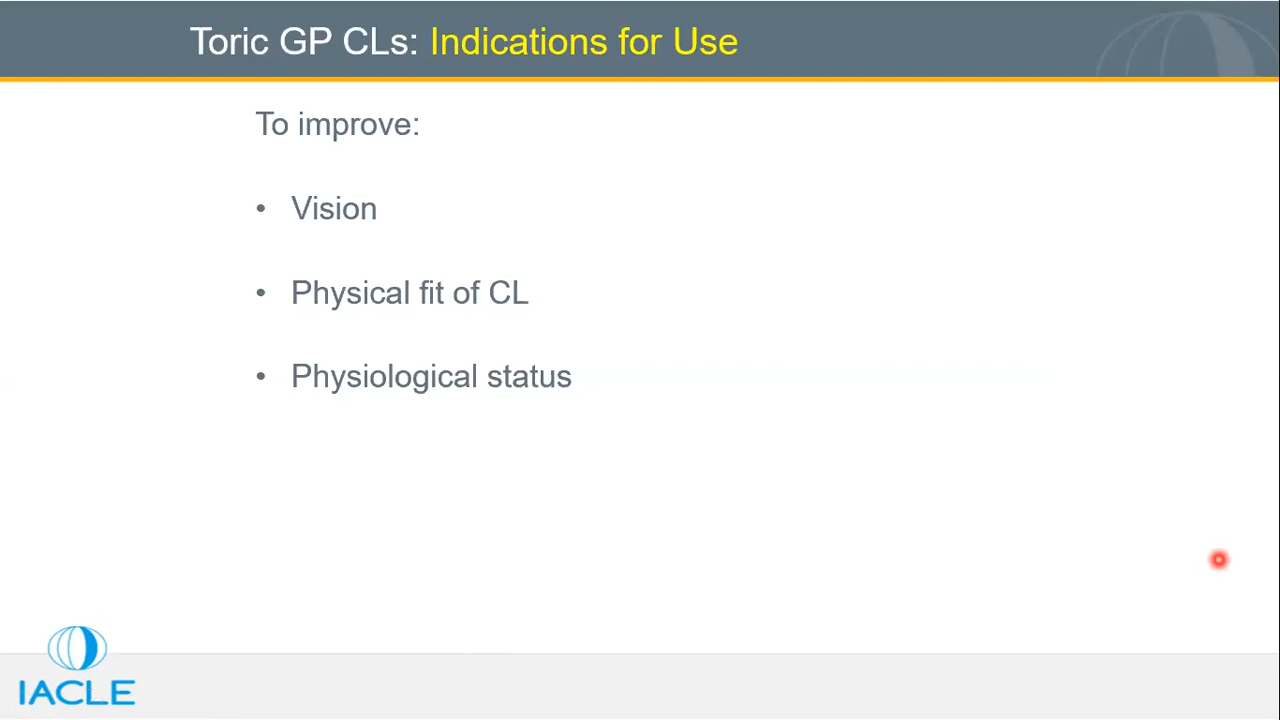 Toric GP CLs: Indications for Use
To improve:
• Vision
• Physical fit of CL
• Physiological status
IACLE